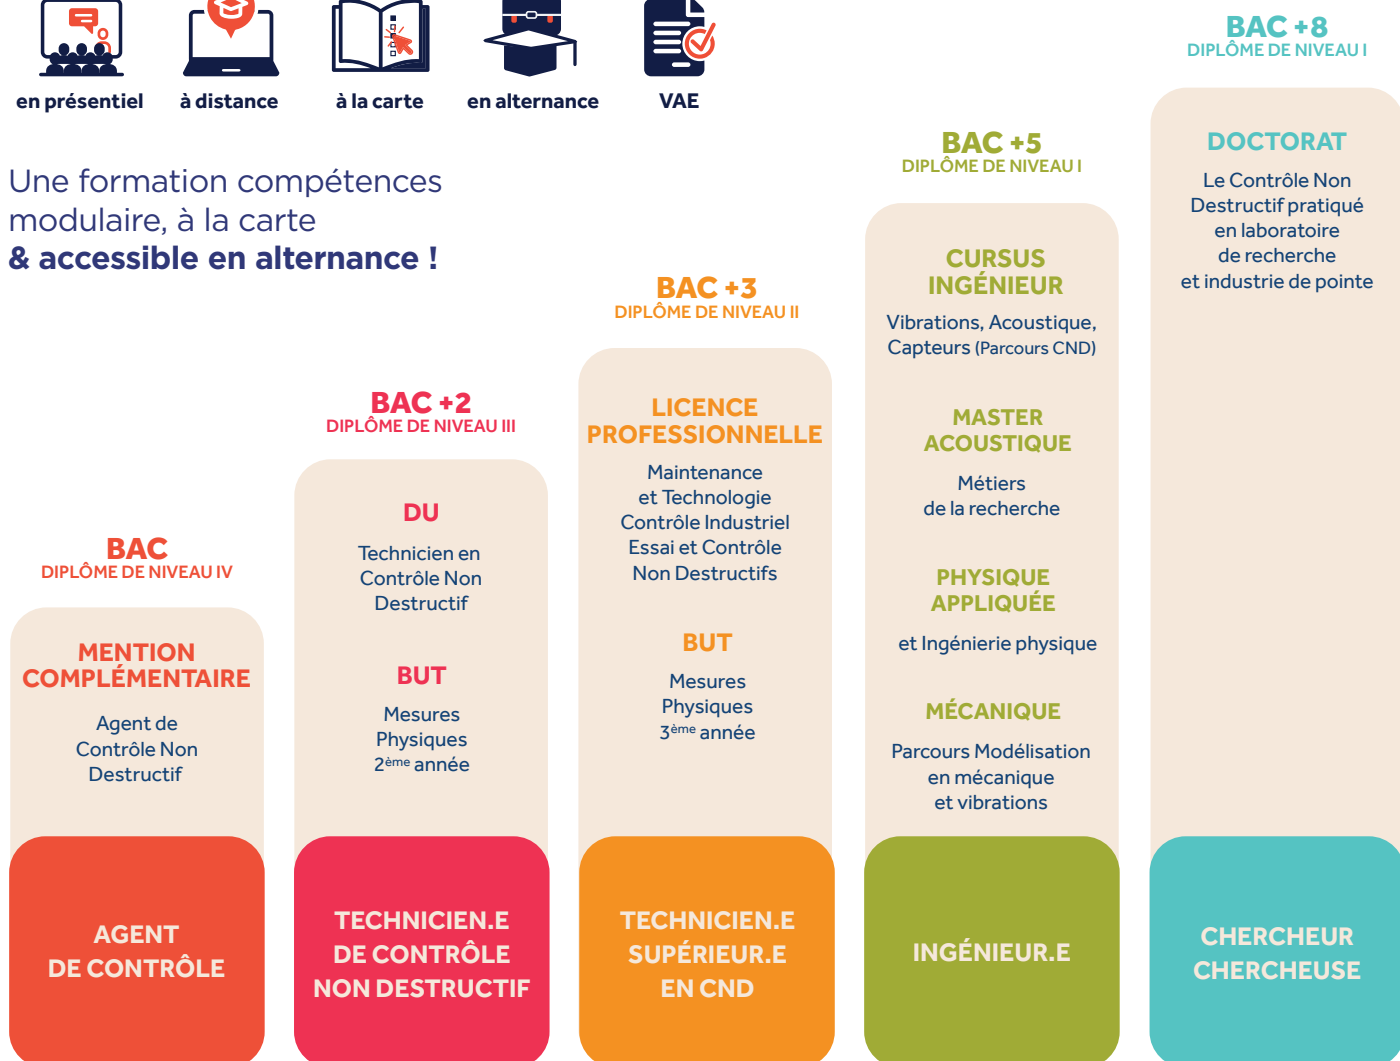 en présentiel
à distance
à la carte
en alternance
VAE
Une formation compétences
modulaire, à la carte
& accessible en alternance !
BAC
DIPLÔME DE NIVEAU IV
MENTION
COMPLÉMENTAIRE
Agent de
Contrôle Non
Destructif
AGENT
DE CONTRÔLE
BAC +2
DIPLÔME DE NIVEAU III
DU
Technicien en
Contrôle Non
Destructif
BUT
Mesures
Physiques
2ème année
TECHNICIEN.E
DE CONTRÔLE
NON DESTRUCTIF
BAC +3
DIPLÔME DE NIVEAU II
LICENCE
PROFESSIONNELLE
Maintenance
et Technologie
Contrôle Industriel
Essai et Contrôle
Non Destructifs
BUT
Mesures
Physiques
3ème année
TECHNICIEN.E
SUPÉRIEUR.E
EN CND
BAC +5
DIPLÔME DE NIVEAU I
CURSUS
INGÉNIEUR
Vibrations, Acoustique,
Capteurs (Parcours CND)
MASTER
ACOUSTIQUE
Métiers
de la recherche
PHYSIQUE
APPLIQUÉE
et Ingénierie physique
MÉCANIQUE
Parcours Modélisation
en mécanique
et vibrations
INGÉNIEUR.E
BAC +8
DIPLÔME DE NIVEAU I
DOCTORAT
Le Contrôle Non
Destructif pratiqué
en laboratoire
de recherche
et industrie de pointe
CHERCHEUR
CHERCHEUSE